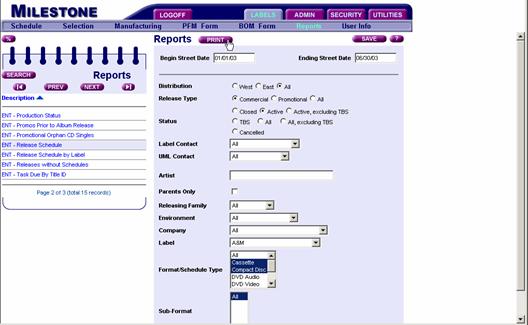 MILESTONE
LOGOFF LABELS ADMIN SECURITY UTILITIES
Schedule Selection Manufacturing PFM Form BOM Form Reports User Info
% Reports PRINT SAVE ?
Begin Street Date 01/01/03 Ending Street Date 06/30/03
SEARCH Reports
PREV NEXT
Description
ENT - Production Status
ENT - Promos Prior to Album Release
ENT - Promotional Orphan CD Singles
ENT - Release Schedule
ENT - Release Schedule by Label
ENT - Releases without Schedules
ENT - Task Due By Title ID
Page 2 of 3 (total 15 records)
Distribution West East All
Release Type Commercial Promotional All
Status Closed Active Active, excluding TBS
TBS All All, excluding TBS
Cancelled
Label Contact All
UML Contact All
Artist
Parents Only
Releasing Family All
Environment All
Company All
Label A&M
Format/Schedule Type All
Cassette
Compact Disc
DVD Audio
DVD Video
Sub-Format All